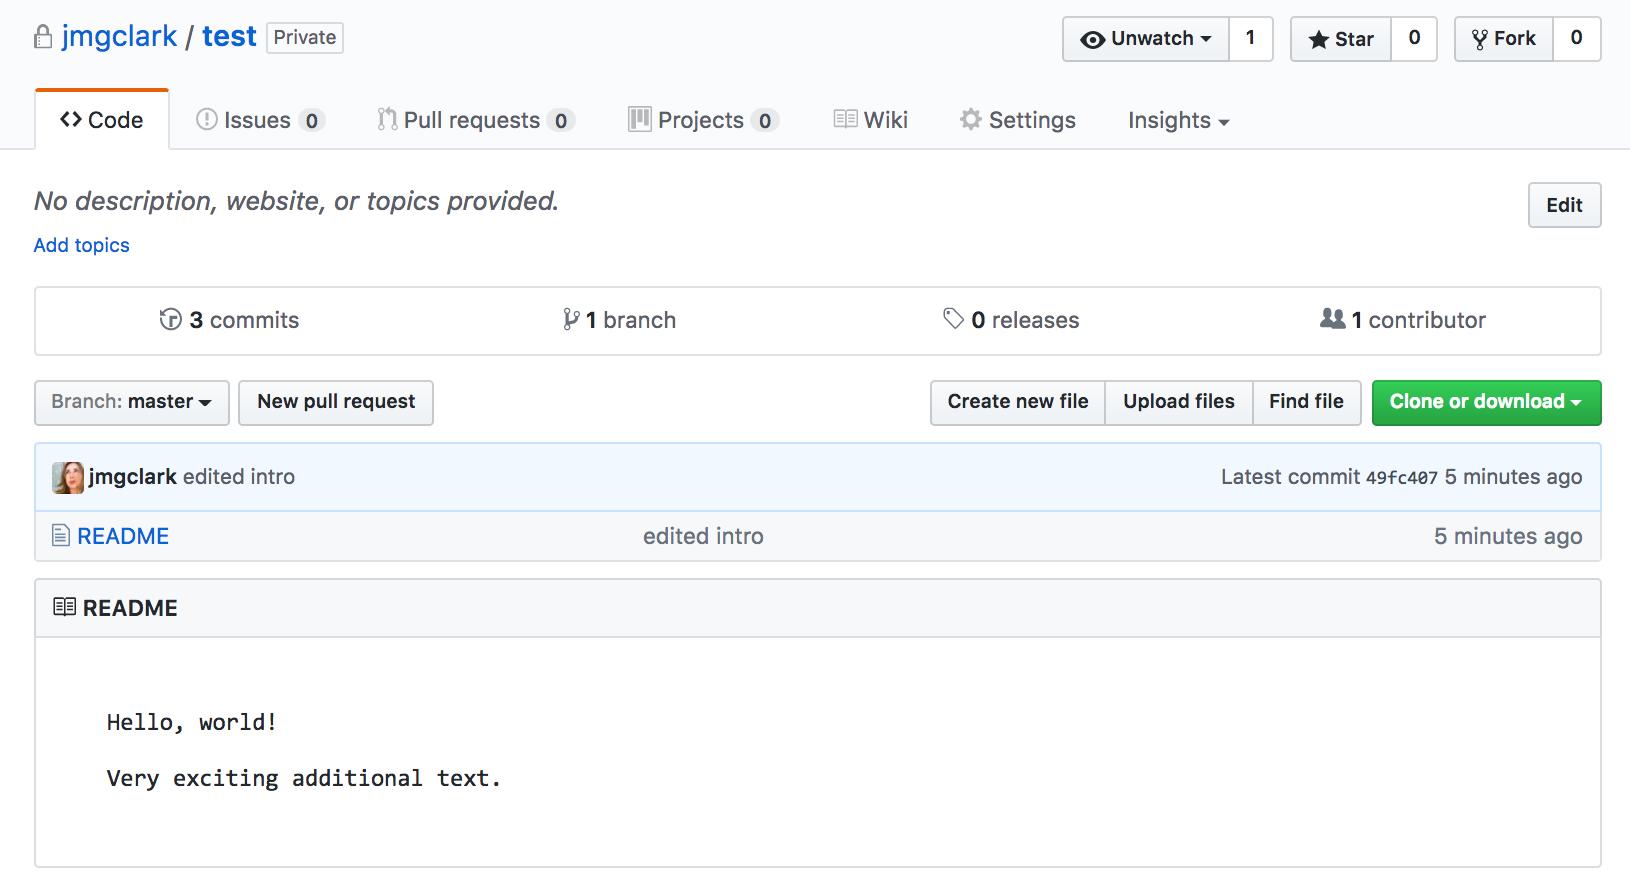 jmgclark / test Private Unwatch 1 Star 0 Fork 0
Code Issues 0 Pull requests 0 Projects 0 Wiki Settings Insights
No description, website, or topics provided. Edit
Add topics
3 commits 1 branch 0 releases 1 contributor
Branch: master New pull request Create new file Upload files Find file Clone or download
jmgclark edited intro Latest commit 49fc407 5 minutes ago
README edited intro 5 minutes ago
README
Hello, world!
Very exciting additional text.